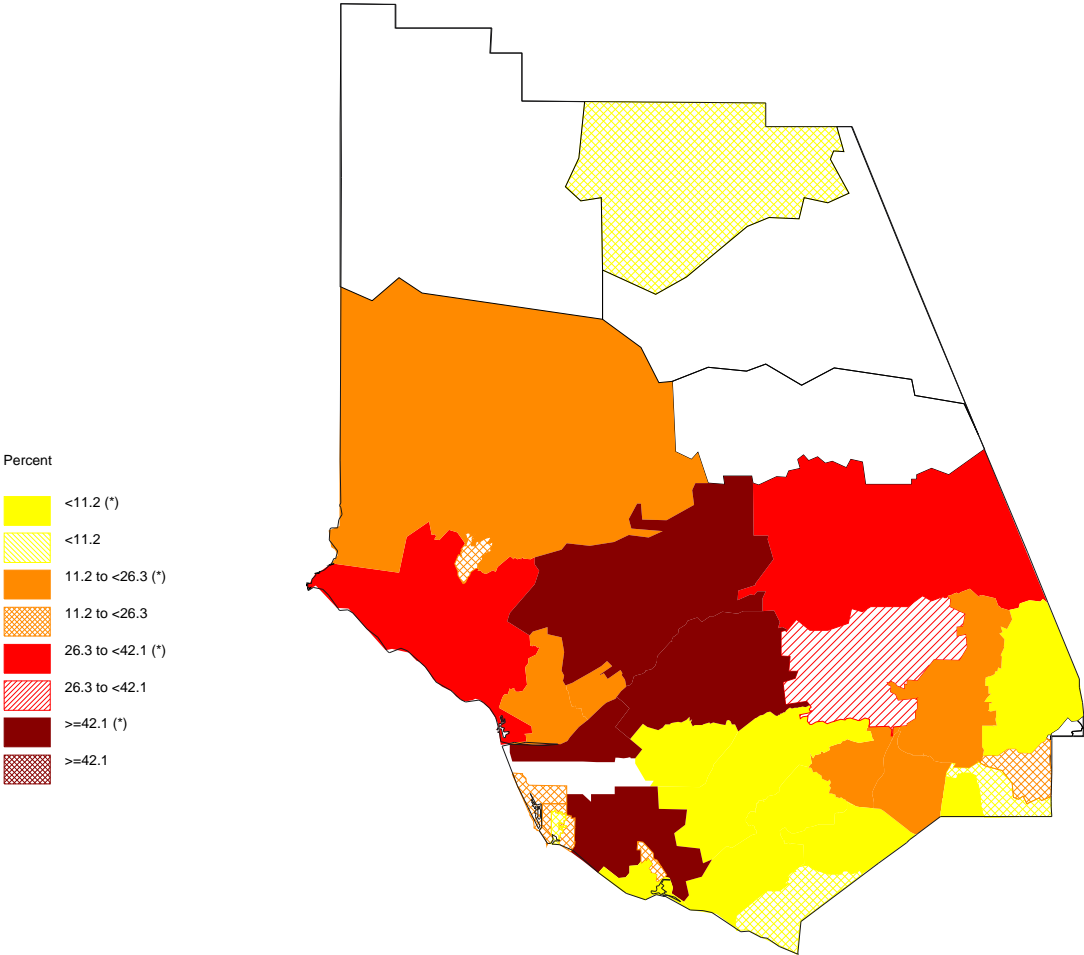 Percent
<11.2 (*)
<11.2
11.2 to <26.3 (*)
11.2 to <26.3
26.3 to <42.1 (*)
26.3 to <42.1
>=42.1 (*)
>=42.1